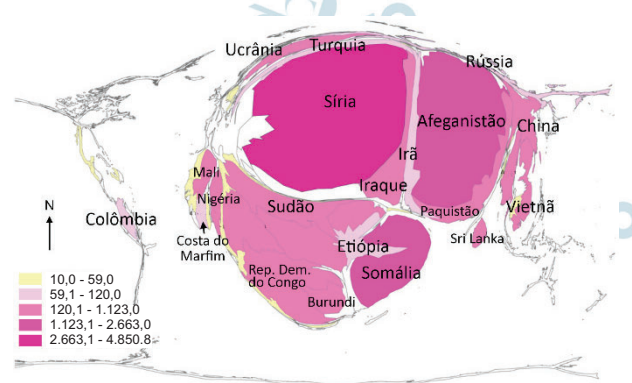 Ucrânia
Turquia
Rússia
Síria
Afeganistão
China
Irã
Mali
Iraque
Nigéria
Sudão
Paquistão
Vietnã
N
Colômbia
Costa do
Marfim
Etiópia
Sri Lanka
Somália
Rep. Dem.
do Congo
Burundi
10,0 - 59,0
59,1 - 120,0
120,1 - 1.123,0
1.123,1 - 2.663,0
2.663,1 - 4.850.8